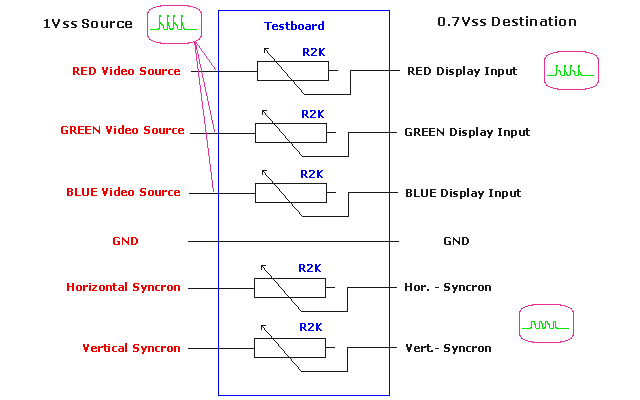 1Vss Source
Testboard
0.7Vss Destination
R2K
RED Video Source
RED Display Input
R2K
GREEN Video Source
GREEN Display Input
R2K
BLUE Video Source
BLUE Display Input
GND
GND
R2K
Horizontal Syncron
Hor. - Syncron
R2K
Vertical Syncron
Vert.- Syncron